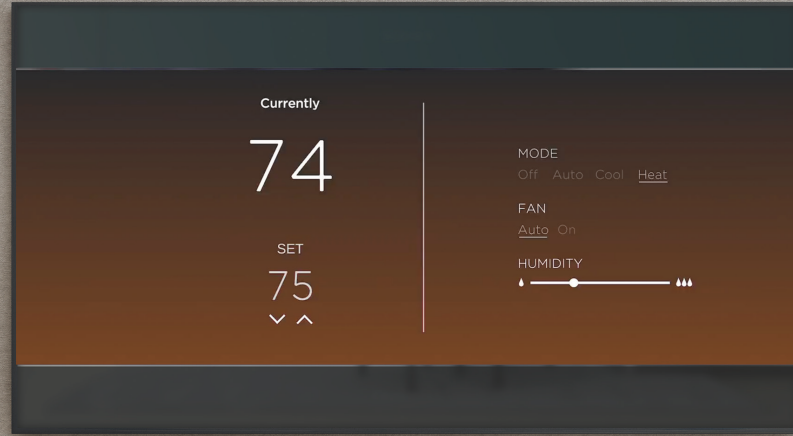 Currently
74
SET
75
MODE
Off Auto Cool Heat
FAN
Auto On
HUMIDITY